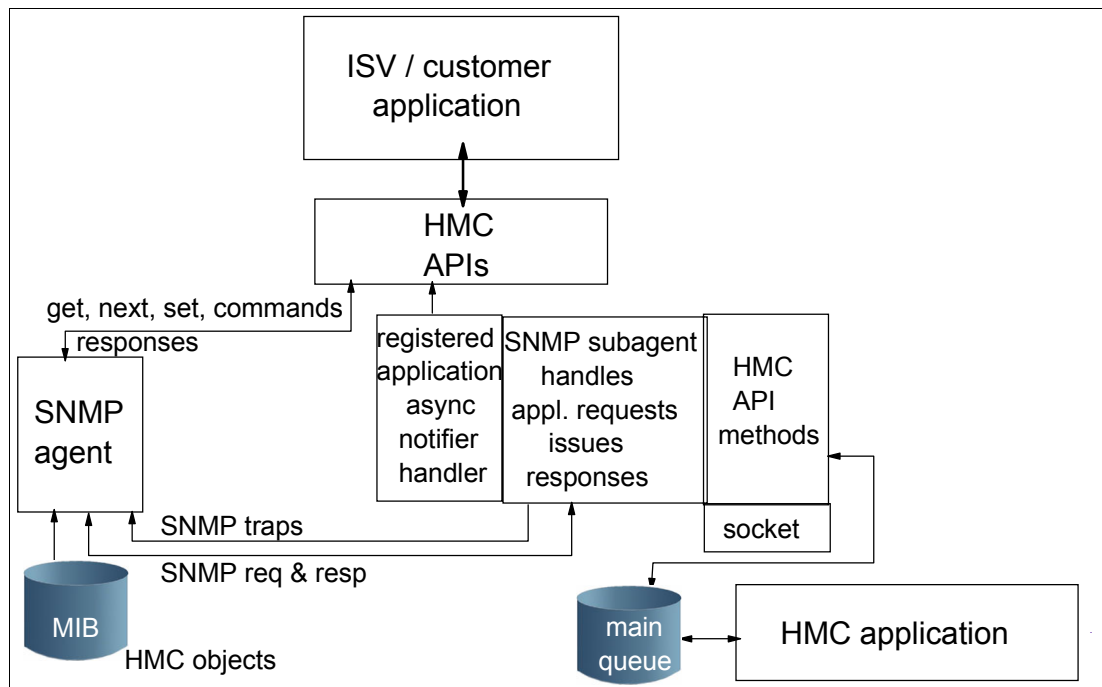 ISV / customer
application
HMC
APIs
get, next, set, commands
responses
registered
application
async
notifier
handler
SNMP subagent
handles
appl. requests
issues
responses
HMC
API
methods
socket
SNMP
agent
SNMP traps
SNMP req & resp
MIB
HMC objects
main
queue
HMC application